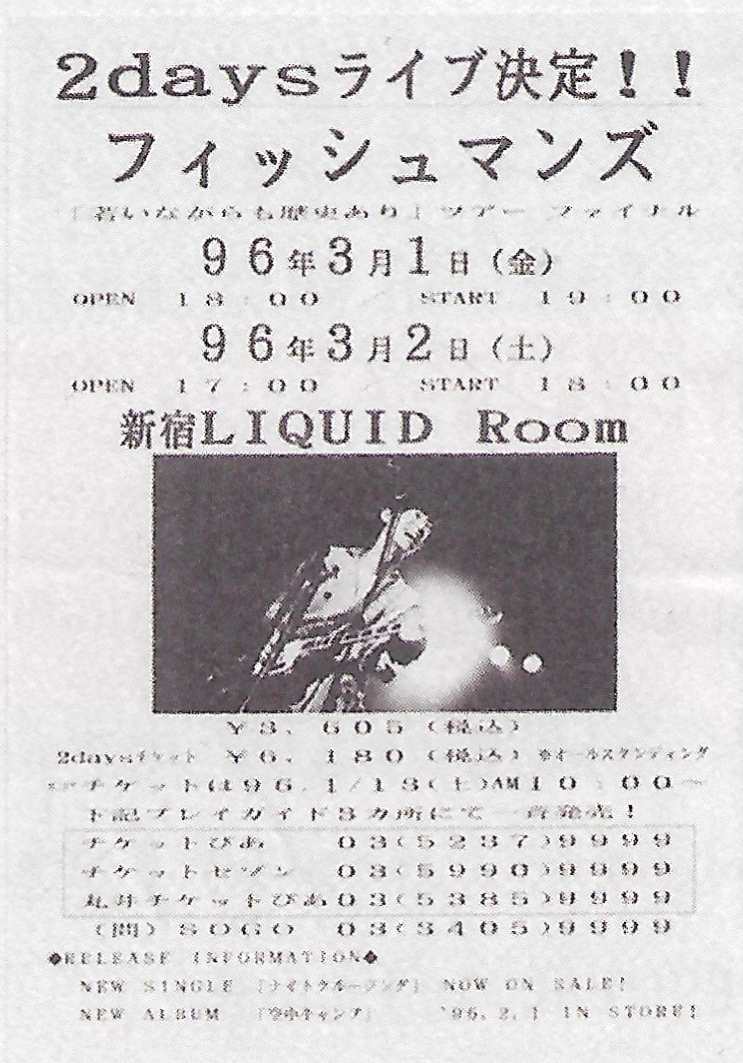 2daysライブ決定!!
フィッシュマンズ
「若いながらも歴史あり」ツアー ファイナル
96年3月1日(金)
OPEN 18:00 START 19:00
96年3月2日(土)
OPEN 17:00 START 18:00
新宿LIQUID Room
¥3,605(税込)
2daysチケット ¥6,180(税込)※オールスタンディング
チケットは96.1/13(土)AM10:00〜
下記プレイガイド3カ所にて一斉発売!
チケットぴあ 03(5237)9999
チケットセゾン 03(5990)9999
丸井チケットぴあ03(5385)9999
(問)SOGO 03(3405)9999
◆RELEASE INFORMATION◆
NEW SINGLE 「ナイトクルージング」 NOW ON SALE!
NEW ALBUM 「空中キャンプ」 '96.2.1 IN STORE!